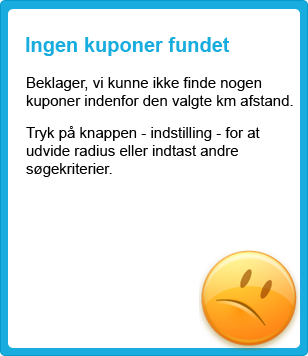 Ingen kuponer fundet
Beklager, vi kunne ikke finde nogen
kuponer indenfor den valgte km afstand.
Tryk på knappen - indstilling - for at
udvide radius eller indtast andre
søgekriterier.